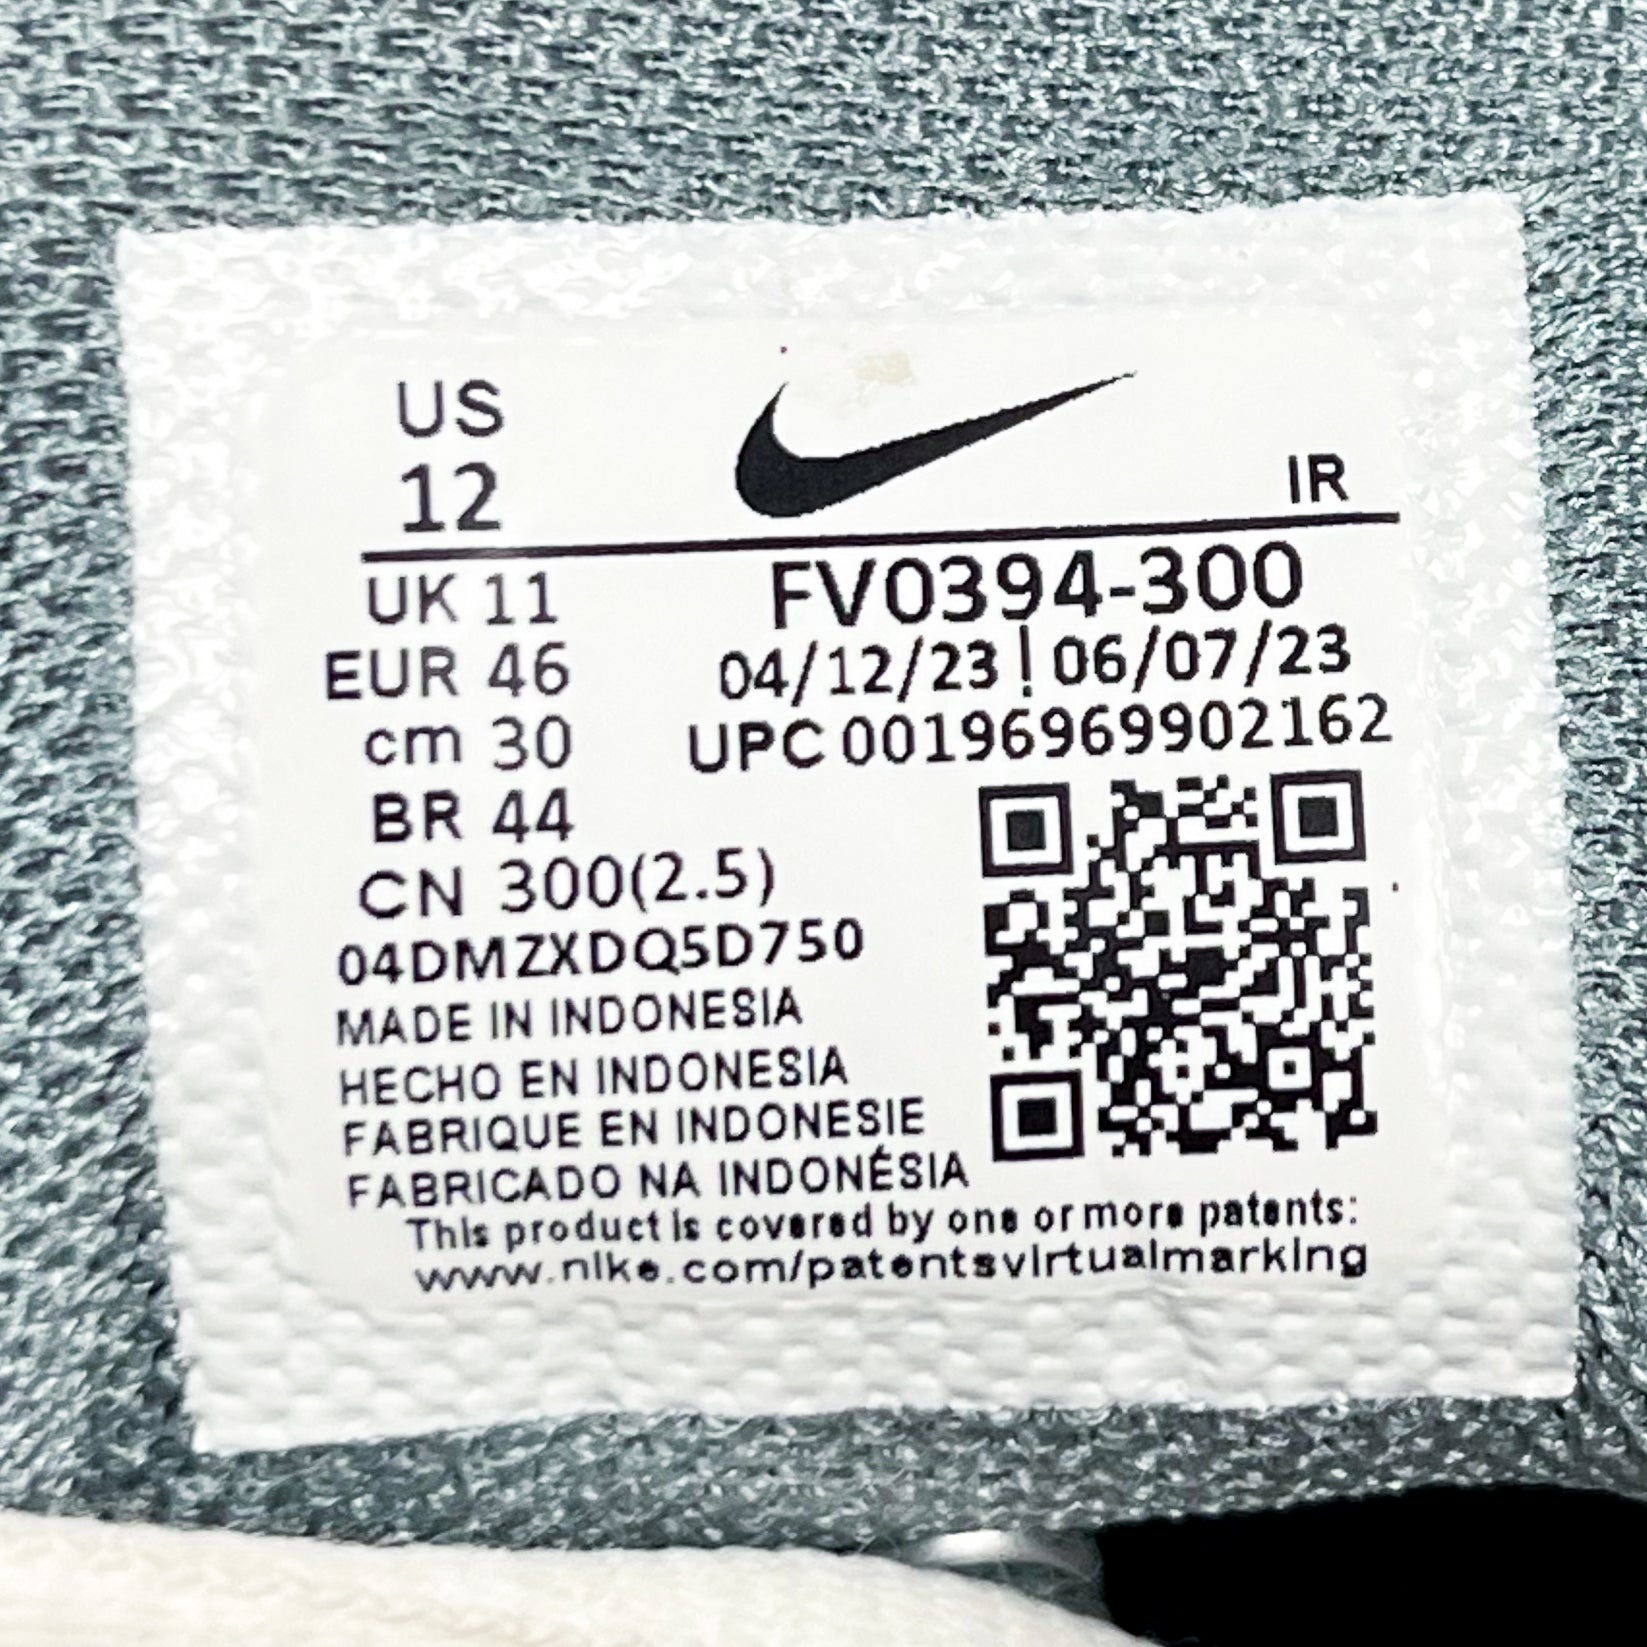 US
12
IR
UK 11
EUR 46
cm 30
BR 44
CN 300(2.5)
FV0394-300
04/12/23 ! 06/07/23
UPC 00196969902162
04DMZXDQ5D750
MADE IN INDONESIA
HECHO EN INDONESIA
FABRIQUE EN INDONESIE
FABRICADO NA INDONÉSIA
This product is covered by one or more patents:
www.nike.com/patentsvirtualmarking